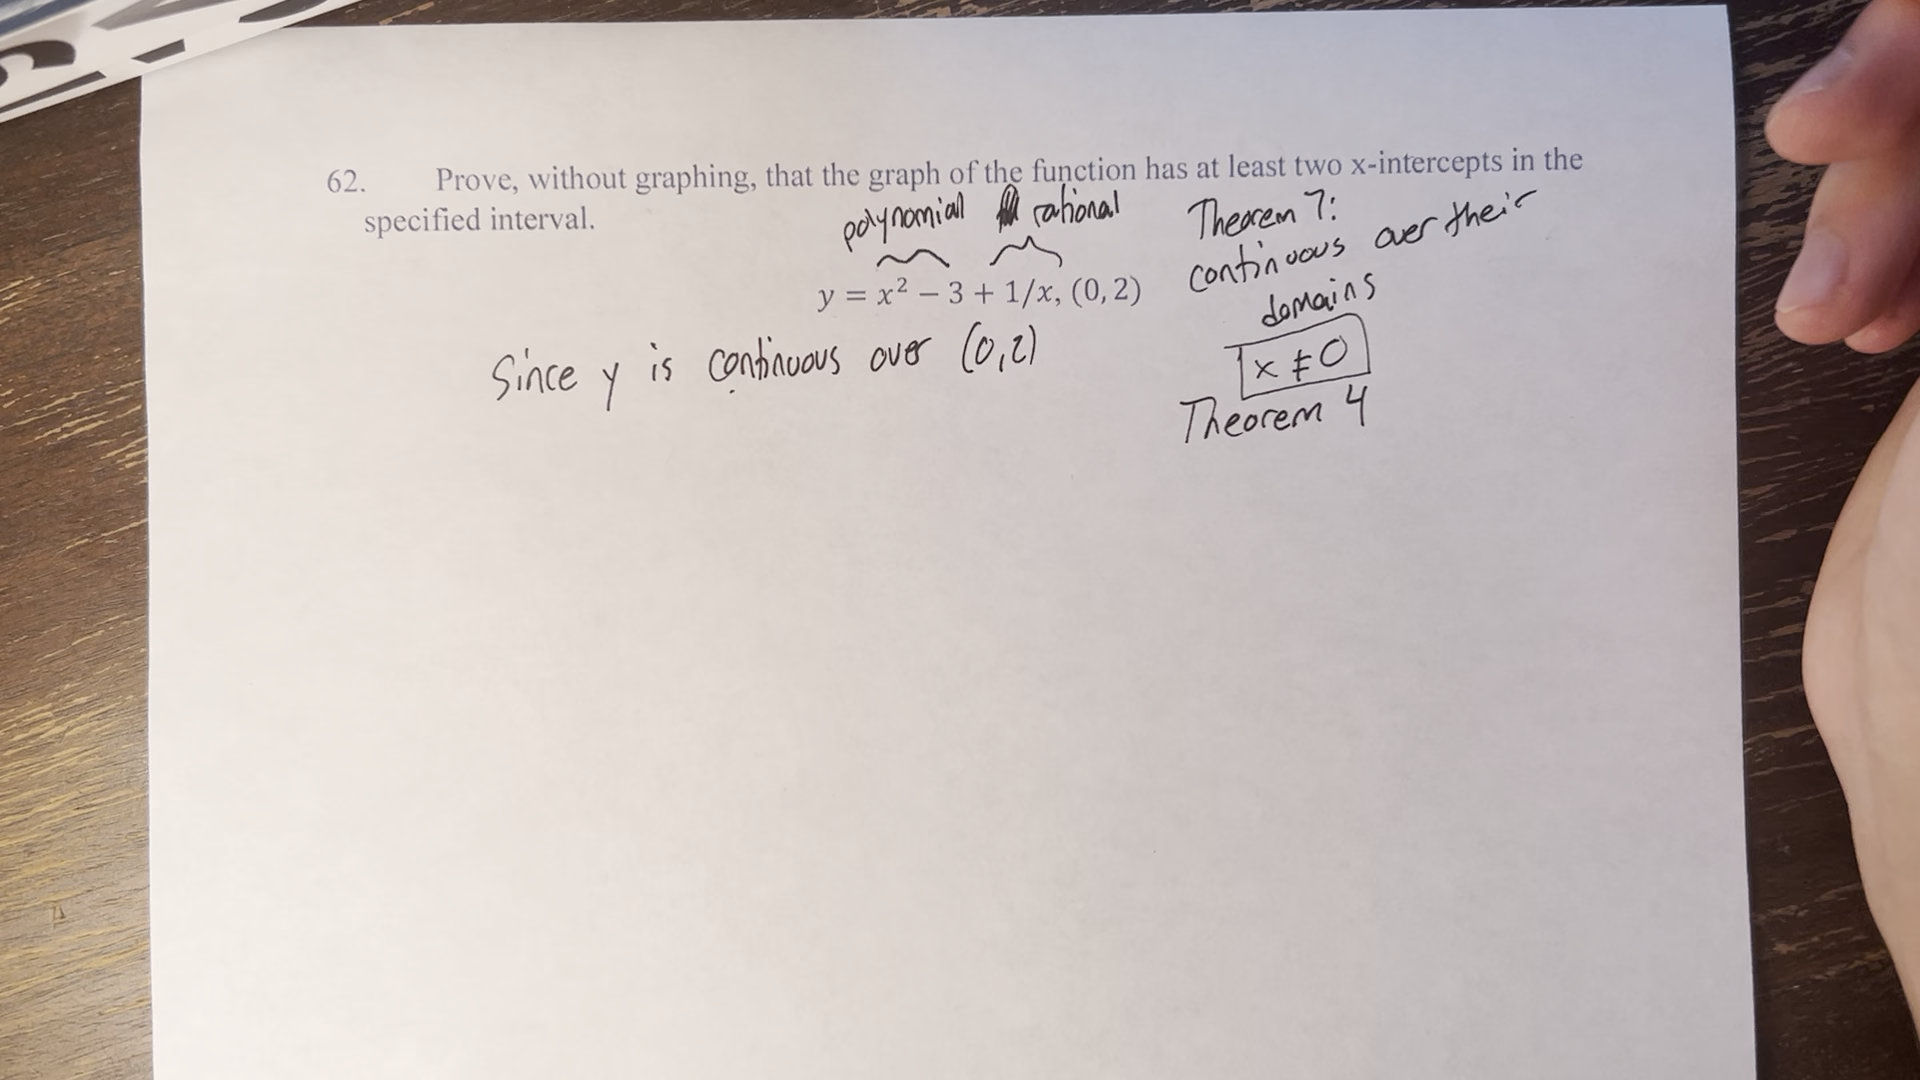 62. Prove, without graphing, that the graph of the function has at least two x-intercepts in the
specified interval.
polynomial rational
y = x² − 3 + 1/x, (0, 2)
Theorem 7:
continuous over their
domains
x ≠ 0
Theorem 4
Since y is continuous over (0,2)